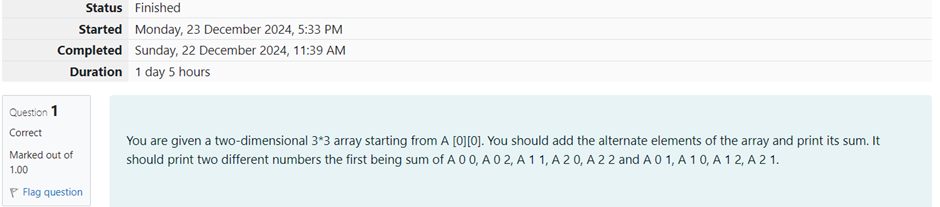 Status Finished
Started Monday, 23 December 2024, 5:33 PM
Completed Sunday, 22 December 2024, 11:39 AM
Duration 1 day 5 hours
Question 1
Correct
Marked out of
1.00
Flag question
You are given a two-dimensional 3*3 array starting from A [0][0]. You should add the alternate elements of the array and print its sum. It
should print two different numbers the first being sum of A 0 0, A 0 2, A 1 1, A 2 0, A 2 2 and A 0 1, A 1 0, A 1 2, A 2 1.